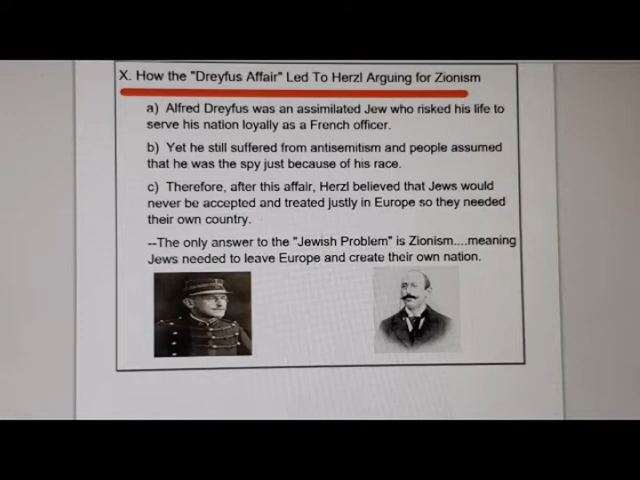 X. How the "Dreyfus Affair" Led To Herzl Arguing for Zionism
a) Alfred Dreyfus was an assimilated Jew who risked his life to
serve his nation loyally as a French officer.
b) Yet he still suffered from antisemitism and people assumed
that he was the spy just because of his race.
c) Therefore, after this affair, Herzl believed that Jews would
never be accepted and treated justly in Europe so they needed
their own country.
--The only answer to the "Jewish Problem" is Zionism....meaning
Jews needed to leave Europe and create their own nation.